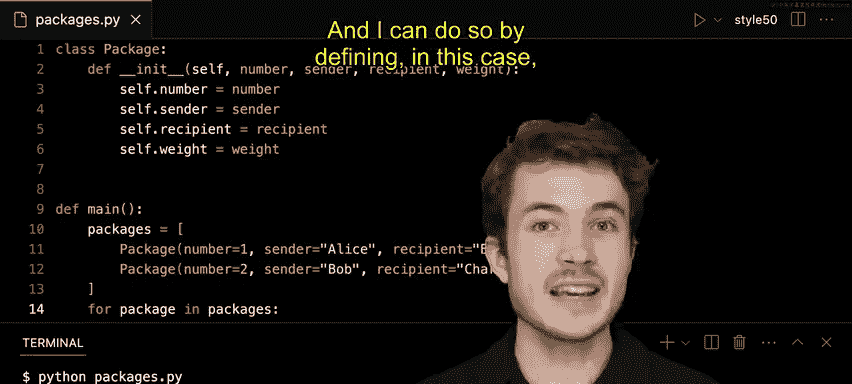 packages.py
style50
And I can do so by
defining, in this case,
1 class Package:
2 def __init__(self, number, sender, recipient, weight):
3 self.number = number
4 self.sender = sender
5 self.recipient = recipient
6 self.weight = weight
7
8
9 def main():
10 packages = [
11 Package(number=1, sender="Alice", recipient="
12 Package(number=2, sender="Bob", recipient="Cha
13 ]
14 for package in packages:
TERMINAL
$ python packages.py